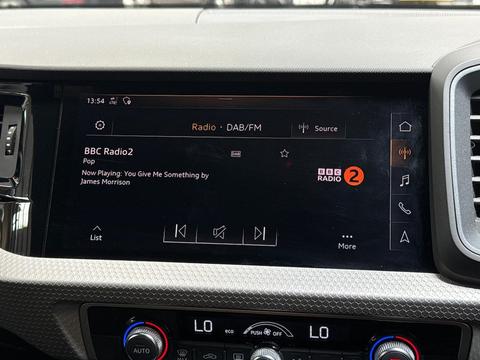 13:54
Radio · DAB/FM
Source
BBC Radio2
DAB
Pop
Now Playing: You Give Me Something by
James Morrison
BBC
RADIO 2
List
More
LO
eco
PUSH
OFF
LO
AUTO